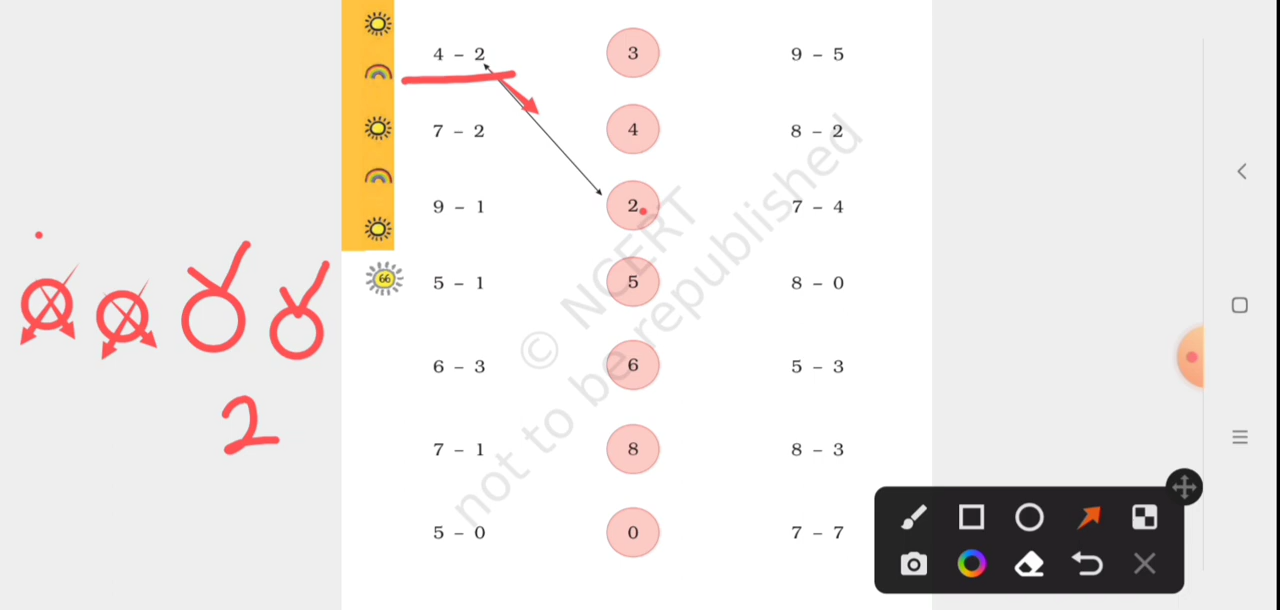 4 – 2 3 9 – 5
7 – 2 4 8 – 2
9 – 1 2 7 – 4
5 – 1 5 8 – 0
66
6 – 3 6 5 – 3
7 – 1 8 8 – 3
5 – 0 0 7 – 7
2
© NCERT
not to be republished